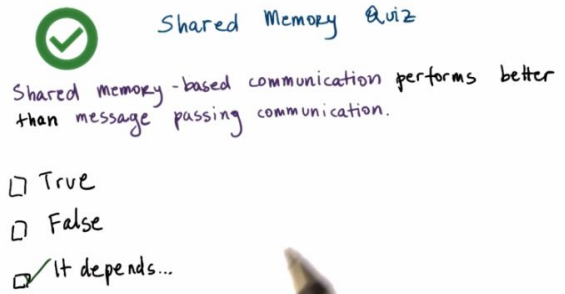 Shared Memory Quiz
Shared memory-based communication performs better
than message passing communication.
True
False
It depends...